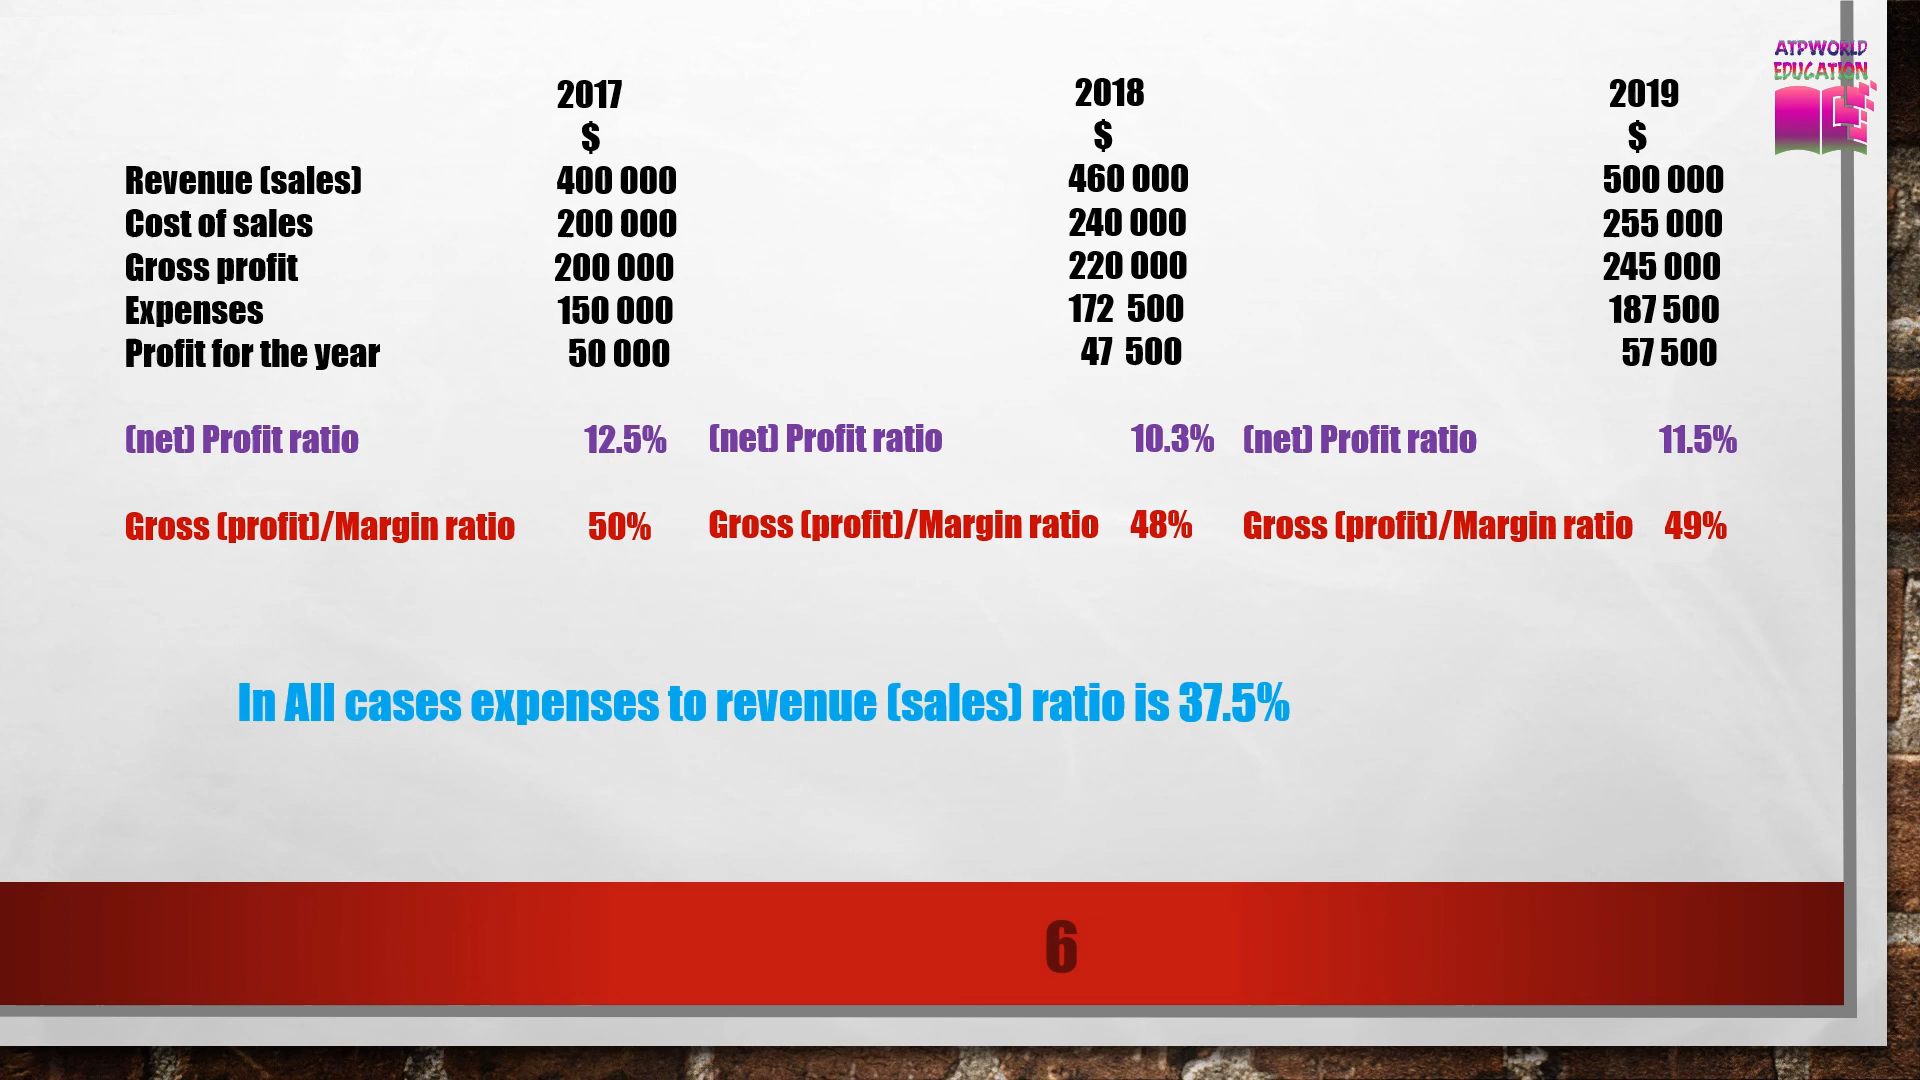 ATPWORLD
EDUCATION
2017 2018 2019
$ $ $
Revenue (sales) 400 000 460 000 500 000
Cost of sales 200 000 240 000 255 000
Gross profit 200 000 220 000 245 000
Expenses 150 000 172 500 187 500
Profit for the year 50 000 47 500 57 500
(net) Profit ratio 12.5% (net) Profit ratio 10.3% (net) Profit ratio 11.5%
Gross (profit)/Margin ratio 50% Gross (profit)/Margin ratio 48% Gross (profit)/Margin ratio 49%
In All cases expenses to revenue (sales) ratio is 37.5%
6